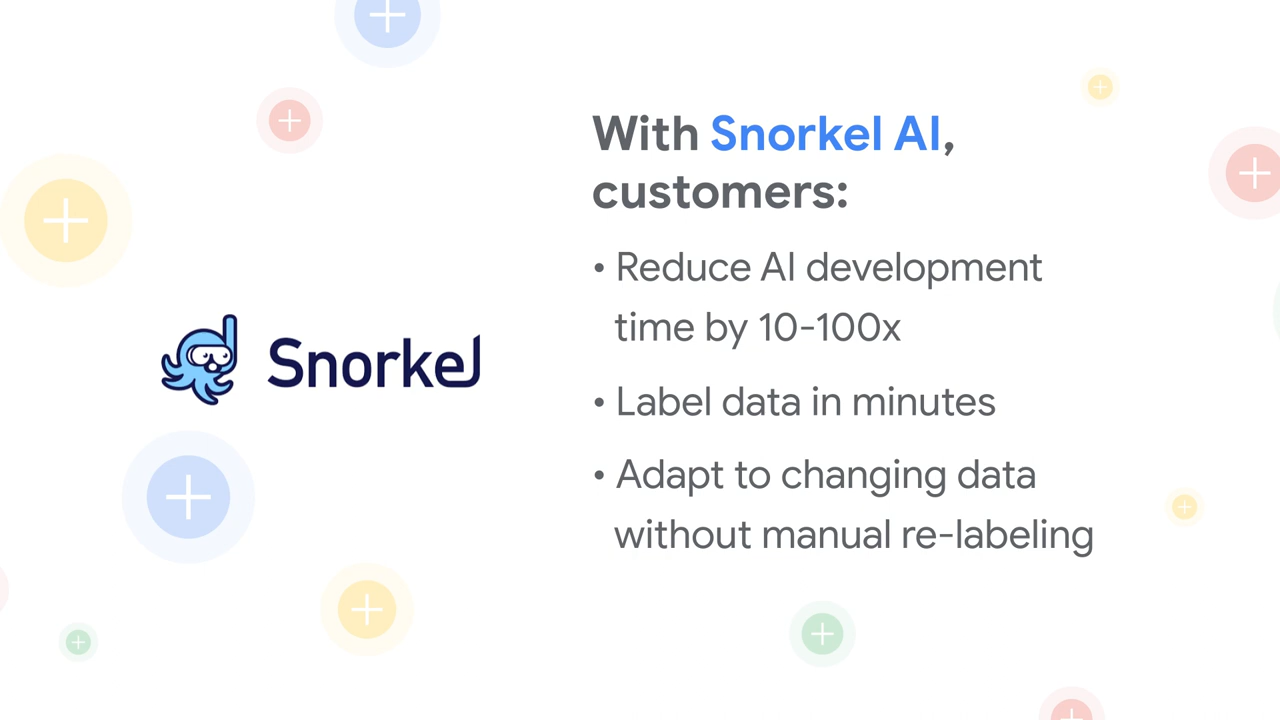 Snorkel
With Snorkel AI,
customers:
• Reduce AI development
time by 10-100x
• Label data in minutes
• Adapt to changing data
without manual re-labeling